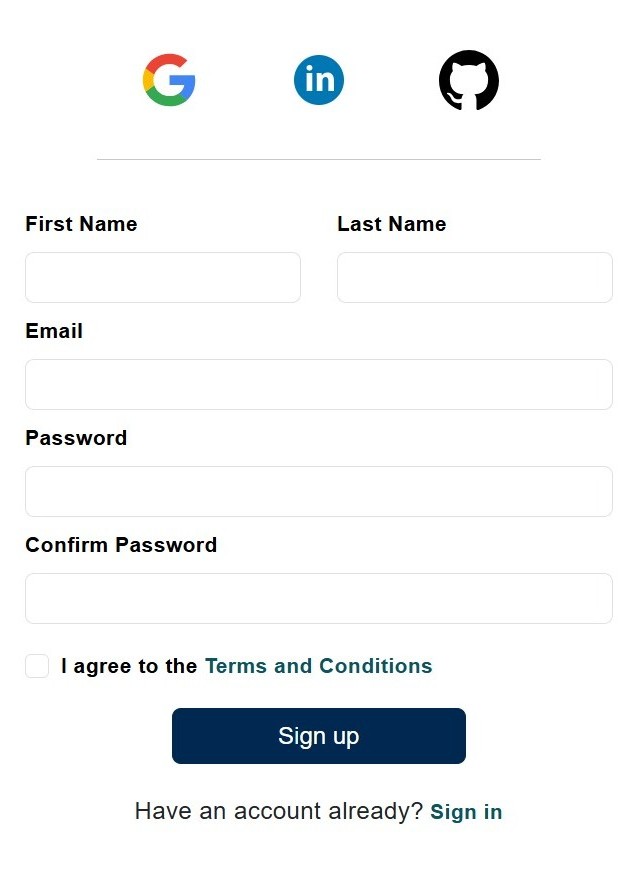 in
First Name Last Name
Email
Password
Confirm Password
I agree to the Terms and Conditions
Sign up
Have an account already? Sign in